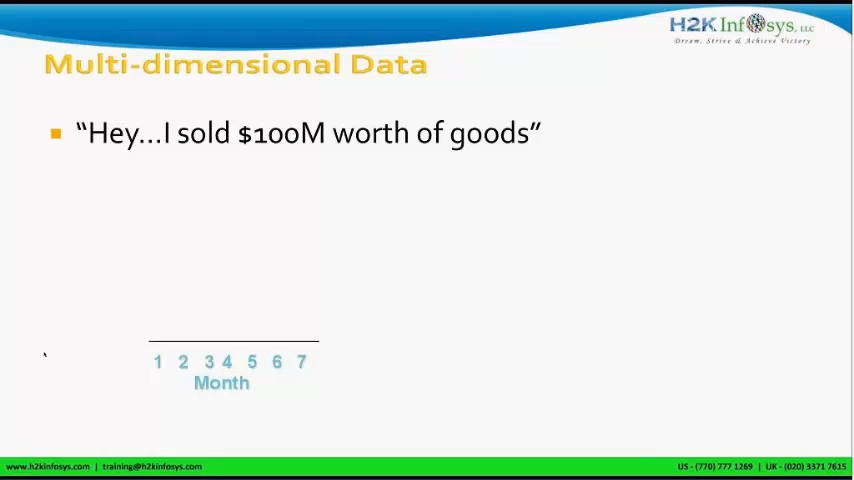 H2K Infosys, LLC
Dream, Strive & Achieve Victory
Multi-dimensional Data
"Hey...I sold $100M worth of goods"
1 2 3 4 5 6 7
Month
www.h2kinfosys.com | training@h2kinfosys.com
US - (770) 777 1269 | UK - (020) 3371 7615